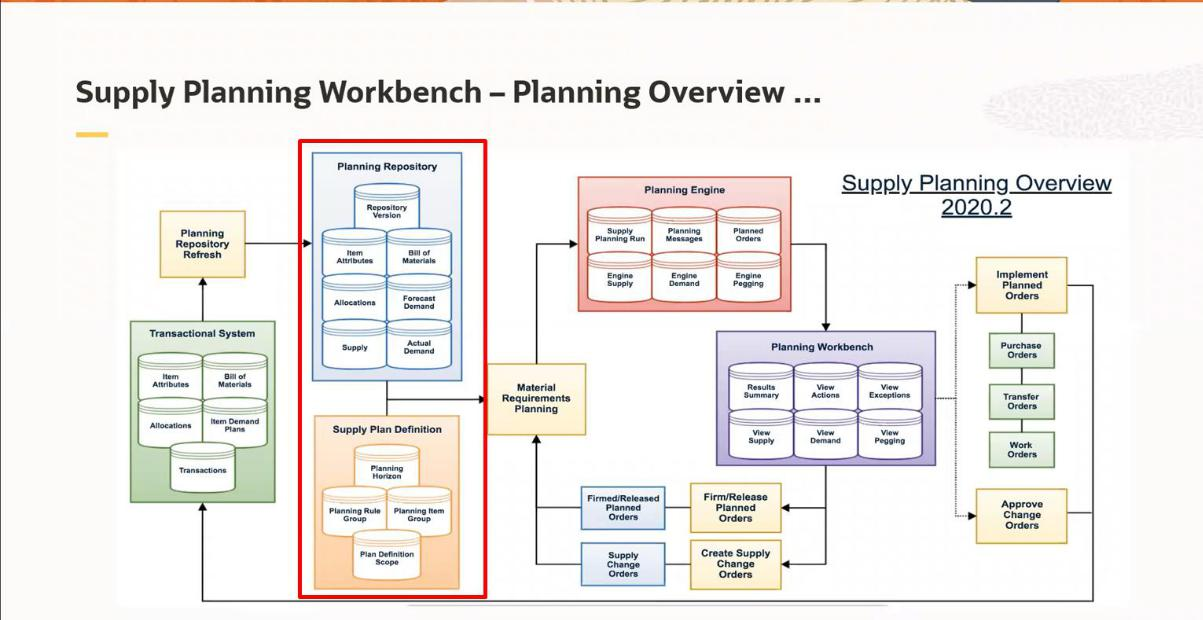 Supply Planning Workbench – Planning Overview ...
Supply Planning Overview
2020.2
Planning
Repository
Refresh
Transactional System
Item
Attributes
Bill of
Materials
Allocations
Item Demand
Plans
Transactions
Planning Repository
Repository
Version
Item
Attributes
Bill of
Materials
Allocations
Forecast
Demand
Supply
Actual
Demand
Supply Plan Definition
Planning
Horizon
Planning Rule
Group
Planning Item
Group
Plan Definition
Scope
Material
Requirements
Planning
Planning Engine
Supply
Planning Run
Planning
Messages
Planned
Orders
Engine
Supply
Engine
Demand
Engine
Pegging
Planning Workbench
Results
Summary
View
Actions
View
Exceptions
View
Supply
View
Demand
View
Pegging
Firmed/Released
Planned
Orders
Firm/Release
Planned
Orders
Supply
Change
Orders
Create Supply
Change
Orders
Implement
Planned
Orders
Purchase
Orders
Transfer
Orders
Work
Orders
Approve
Change
Orders